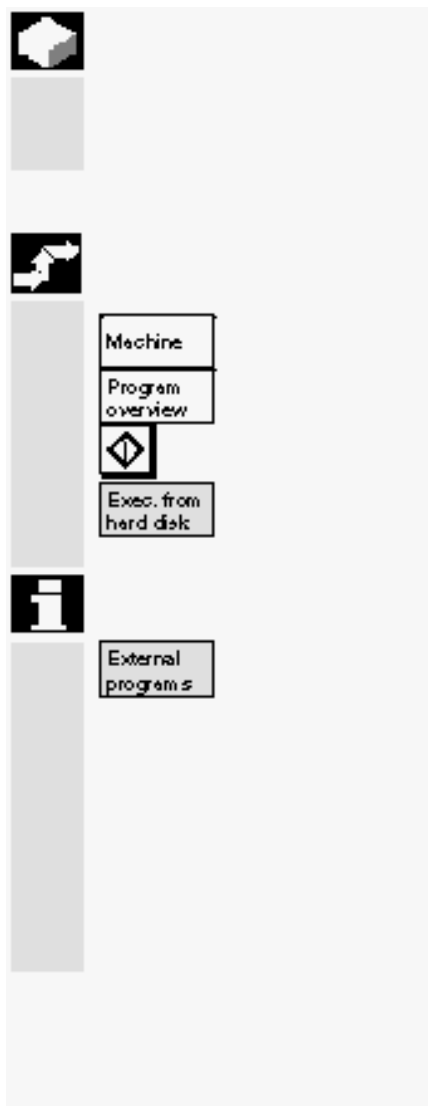 Machine
Program
overview
Exec. from
hard disk
External
programs